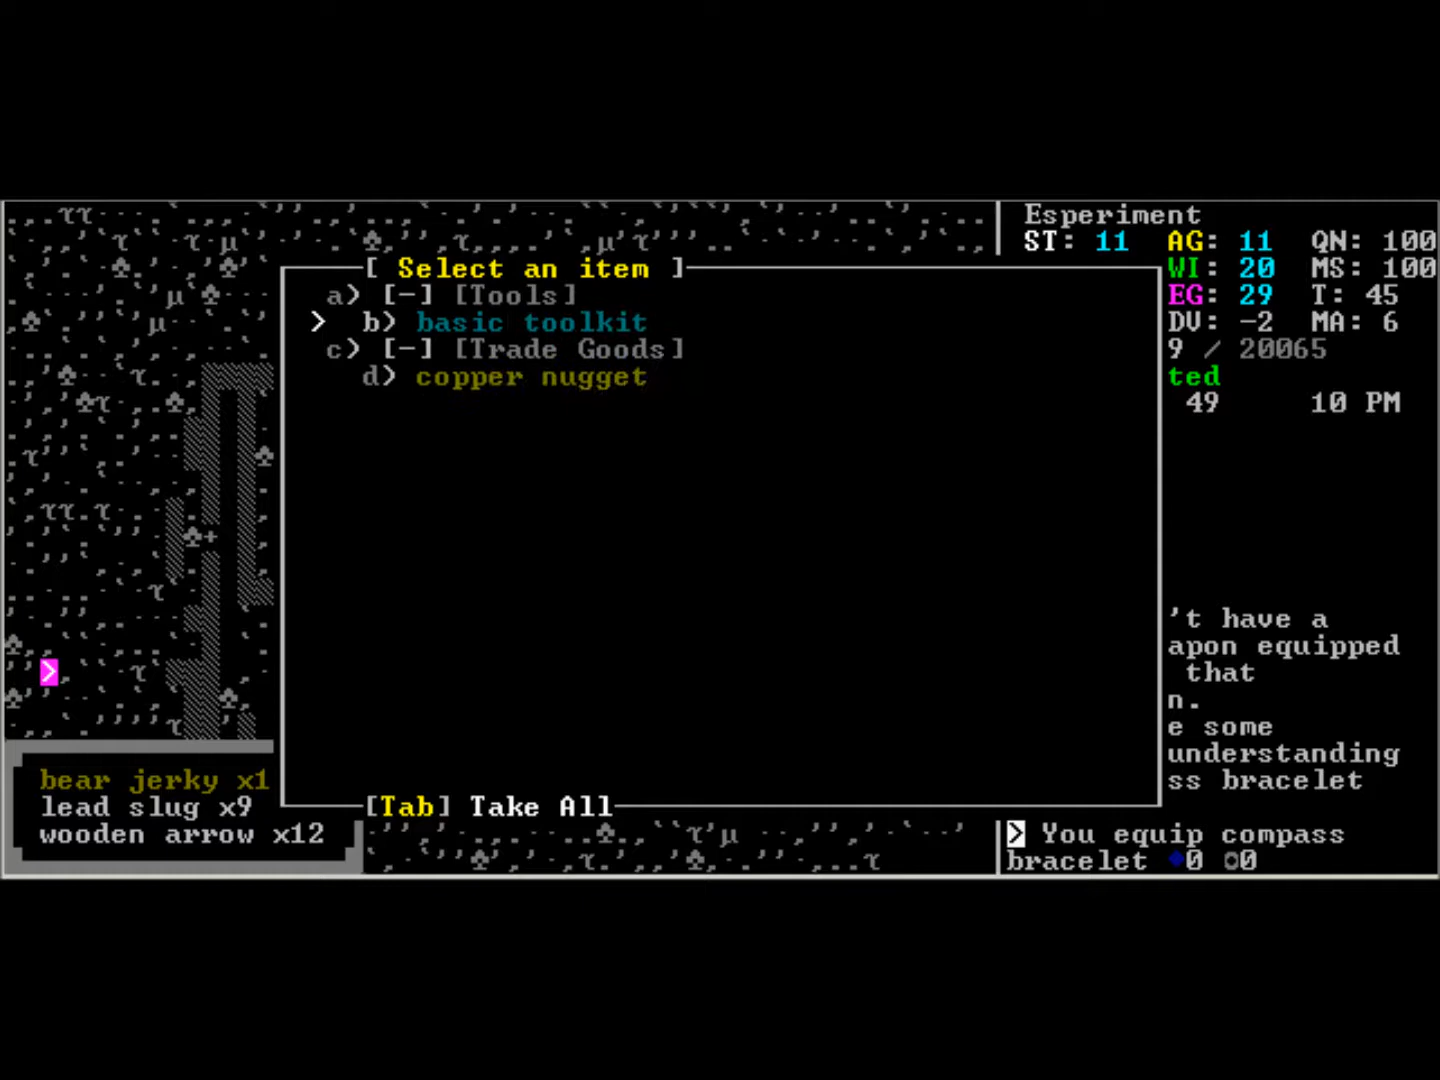 Esperiment
ST: 11 AG: 11 QN: 100
WI: 20 MS: 100
EG: 29 T: 45
DV: -2 MA: 6
9 / 20065
ted
49 10 PM
[ Select an item ]
a) [-] [Tools]
> b) basic toolkit
c) [-] [Trade Goods]
d) copper nugget
[Tab] Take All
't have a
apon equipped
that
n.
e some
understanding
ss bracelet
> You equip compass
bracelet ◆0 o0
bear jerky x1
lead slug x9
wooden arrow x12